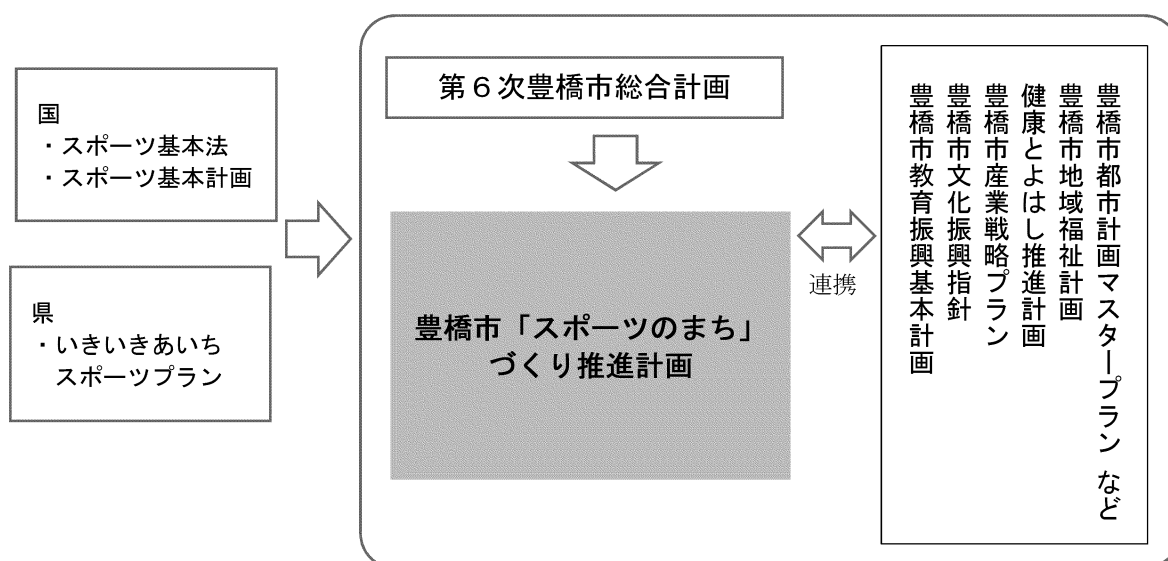 国
・スポーツ基本法
・スポーツ基本計画
県
・いきいきあいち
スポーツプラン
第６次豊橋市総合計画
豊橋市「スポーツのまち」
づくり推進計画
連携
豊橋市都市計画マスタープラン など
豊橋市地域福祉計画
健康とよはし推進計画
豊橋市産業戦略プラン
豊橋市文化振興指針
豊橋市教育振興基本計画